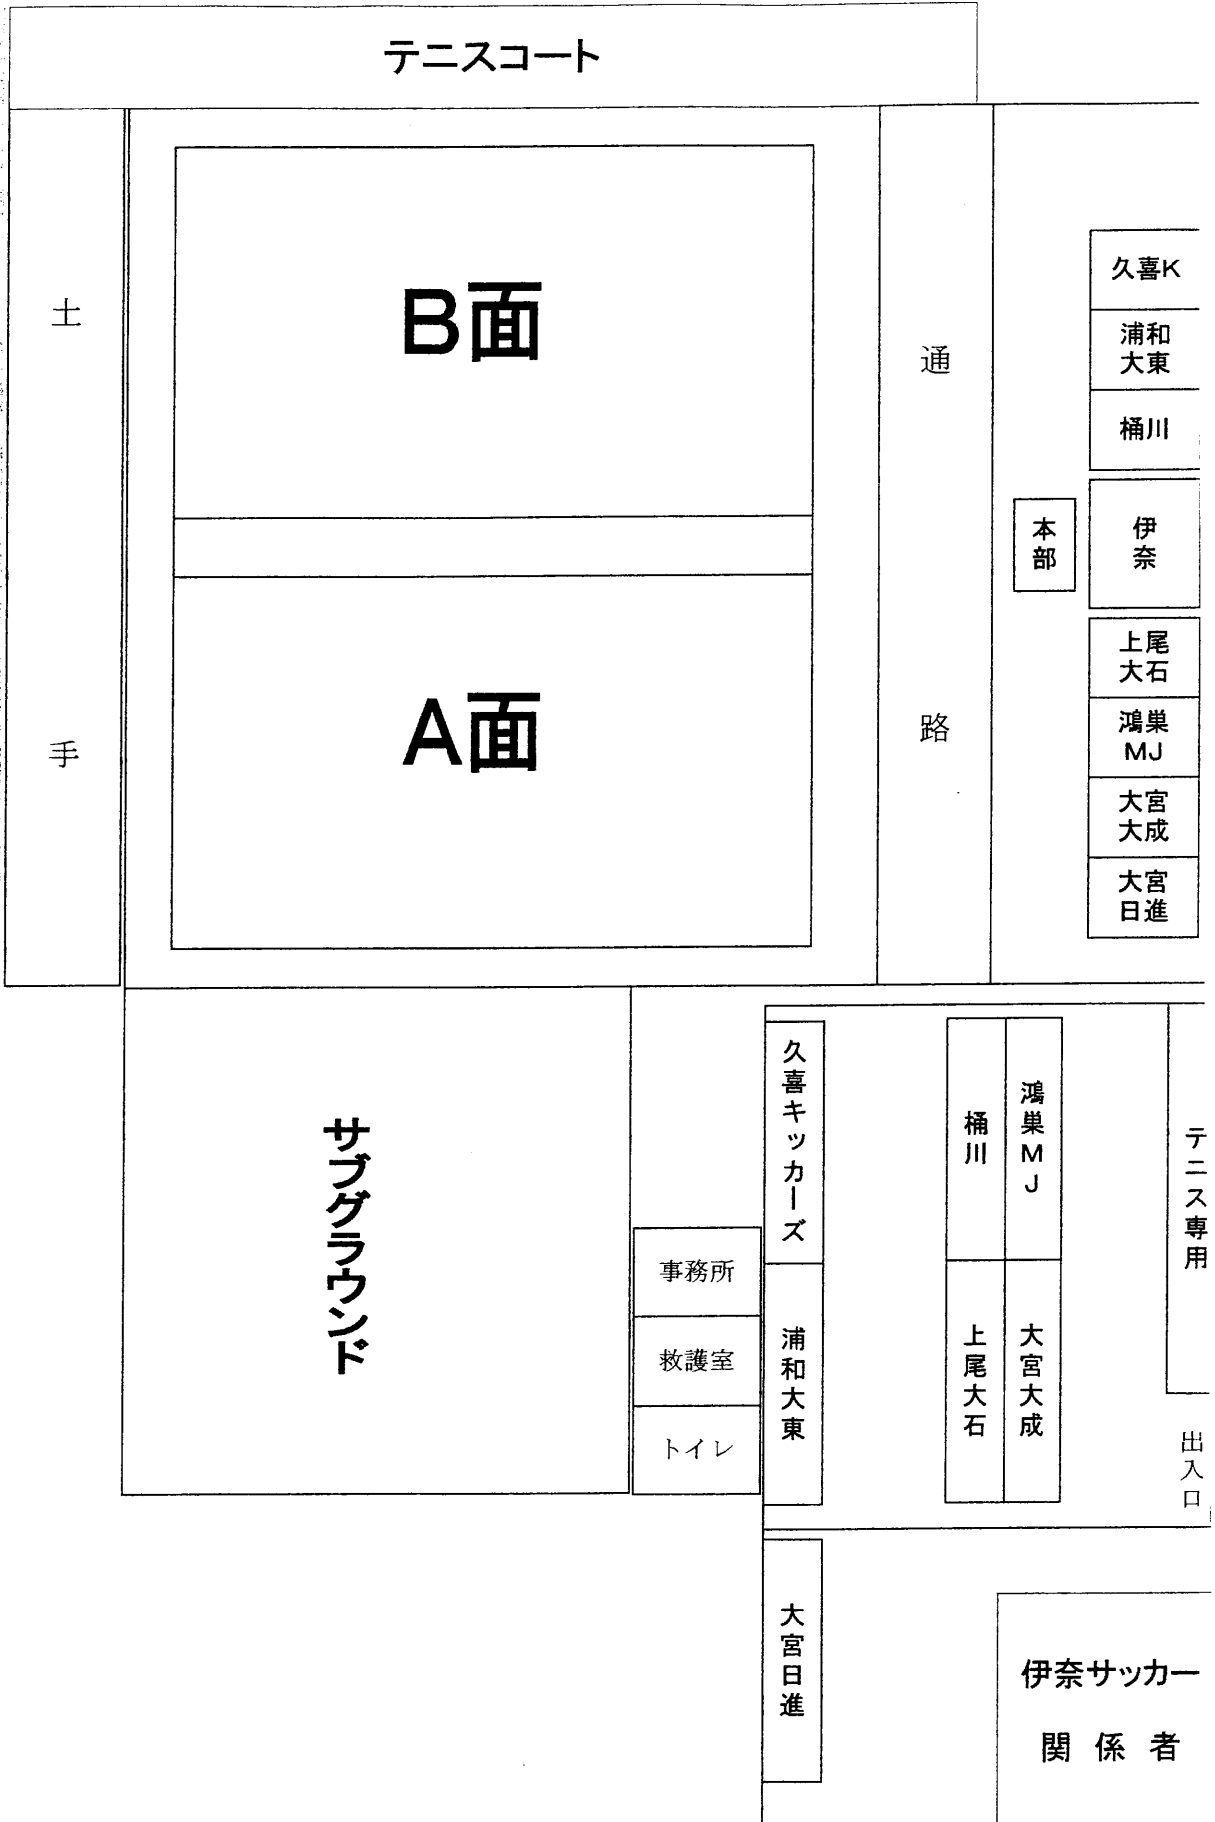 テニスコート
土
手
B面
A面
通
路
久喜K
浦和
大東
桶川
本部
伊奈
上尾
大石
鴻巣
MJ
大宮
大成
大宮
日進
サブグラウンド
事務所
救護室
トイレ
久喜キッカーズ
浦和大東
桶川
鴻巣MJ
上尾大石
大宮大成
テニス専用
出入口
大宮日進
伊奈サッカー
関係者